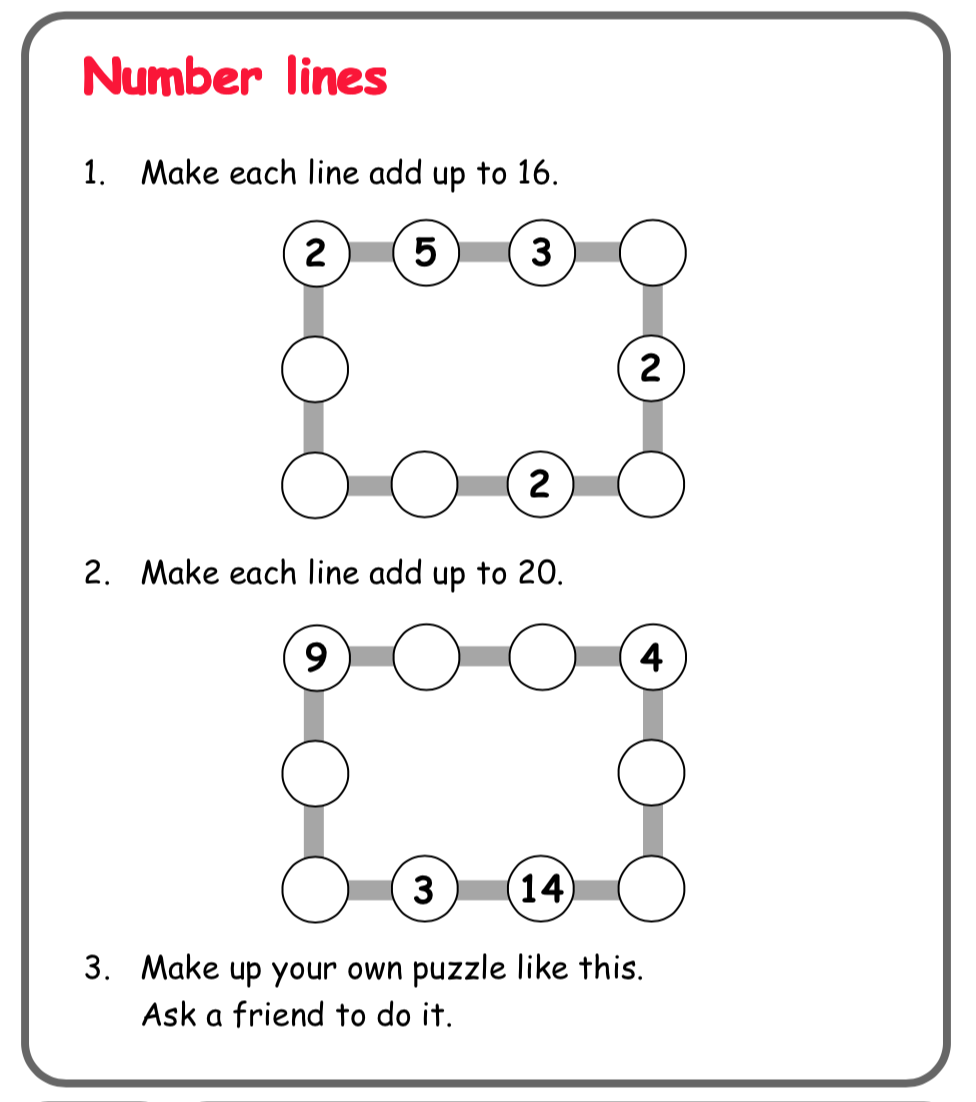 Number lines
1. Make each line add up to 16.
2 5 3
2
2
2. Make each line add up to 20.
9 4
3 14
3. Make up your own puzzle like this.
Ask a friend to do it.